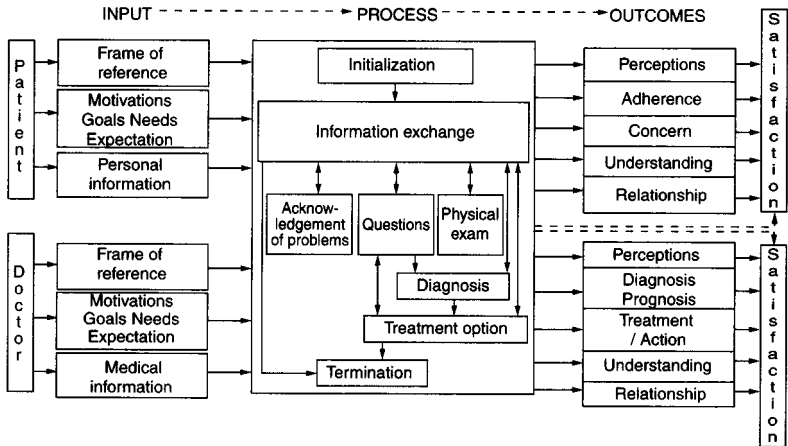 INPUT
PROCESS
OUTCOMES
Patient
Frame of
reference
Motivations
Goals Needs
Expectation
Personal
information
Doctor
Frame of
reference
Motivations
Goals Needs
Expectation
Medical
information
Initialization
Information exchange
Acknow-
ledgement
of problems
Questions
Physical
exam
Diagnosis
Treatment option
Termination
Perceptions
Adherence
Concern
Understanding
Relationship
Satisfaction
Perceptions
Diagnosis
Prognosis
Treatment
/ Action
Understanding
Relationship
Satisfaction